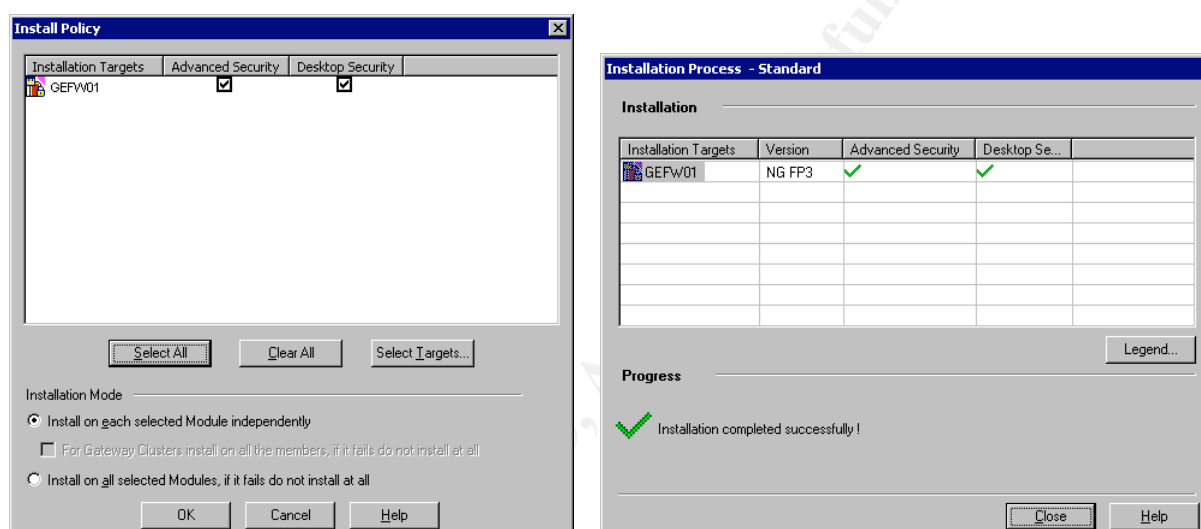 Install Policy
Installation Targets Advanced Security Desktop Security
GEFW01
Select All Clear All Select Targets...
Installation Mode
Install on each selected Module independently
For Gateway Clusters install on all the members, if it fails do not install at all
Install on all selected Modules, if it fails do not install at all
OK Cancel Help
Installation Process - Standard
Installation
Installation Targets Version Advanced Security Desktop Se...
GEFW01 NG FP3
Legend...
Progress
Installation completed successfully !
Close Help